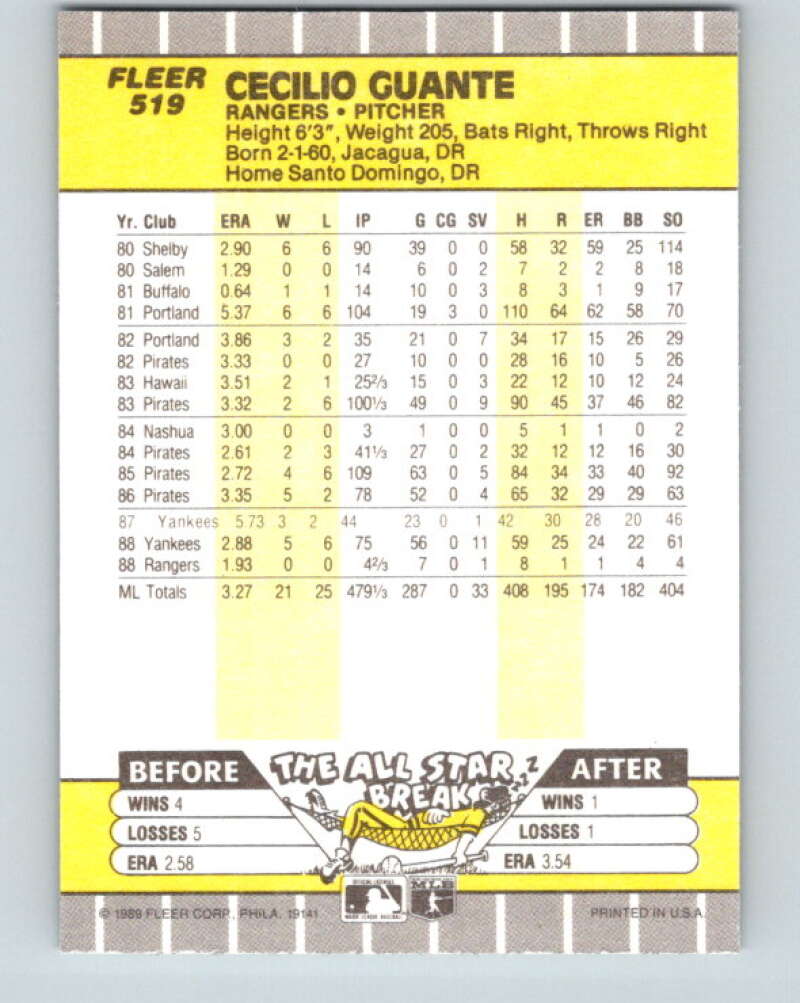 FLEER
519
CECILIO GUANTE
RANGERS • PITCHER
Height 6'3", Weight 205, Bats Right, Throws Right
Born 2-1-60, Jacagua, DR
Home Santo Domingo, DR
Yr. Club ERA W L IP G CG SV H R ER BB SO
80 Shelby 2.90 6 6 90 39 0 0 58 32 59 25 114
80 Salem 1.29 0 0 14 6 0 2 7 2 2 8 18
81 Buffalo 0.64 1 1 14 10 0 3 8 3 1 9 17
81 Portland 5.37 6 6 104 19 3 0 110 64 62 58 70
82 Portland 3.86 3 2 35 21 0 7 34 17 15 26 29
82 Pirates 3.33 0 0 27 10 0 0 28 16 10 5 26
83 Hawaii 3.51 2 1 25⅔ 15 0 3 22 12 10 12 24
83 Pirates 3.32 2 6 100⅓ 49 0 9 90 45 37 46 82
84 Nashua 3.00 0 0 3 1 0 0 5 1 1 0 2
84 Pirates 2.61 2 3 41⅓ 27 0 2 32 12 12 16 30
85 Pirates 2.72 4 6 109 63 0 5 84 34 33 40 92
86 Pirates 3.35 5 2 78 52 0 4 65 32 29 29 63
87 Yankees 5.73 3 2 44 23 0 1 42 30 28 20 46
88 Yankees 2.88 5 6 75 56 0 11 59 25 24 22 61
88 Rangers 1.93 0 0 4⅔ 7 0 1 8 1 1 4 4
ML Totals 3.27 21 25 479⅓ 287 0 33 408 195 174 182 404
BEFORE THE ALL STAR BREAK ZZZ AFTER
WINS 4 WINS 1
LOSSES 5 LOSSES 1
ERA 2.58 ERA 3.54
MLB
© 1989 FLEER CORP., PHILA. 19141 PRINTED IN U.S.A.